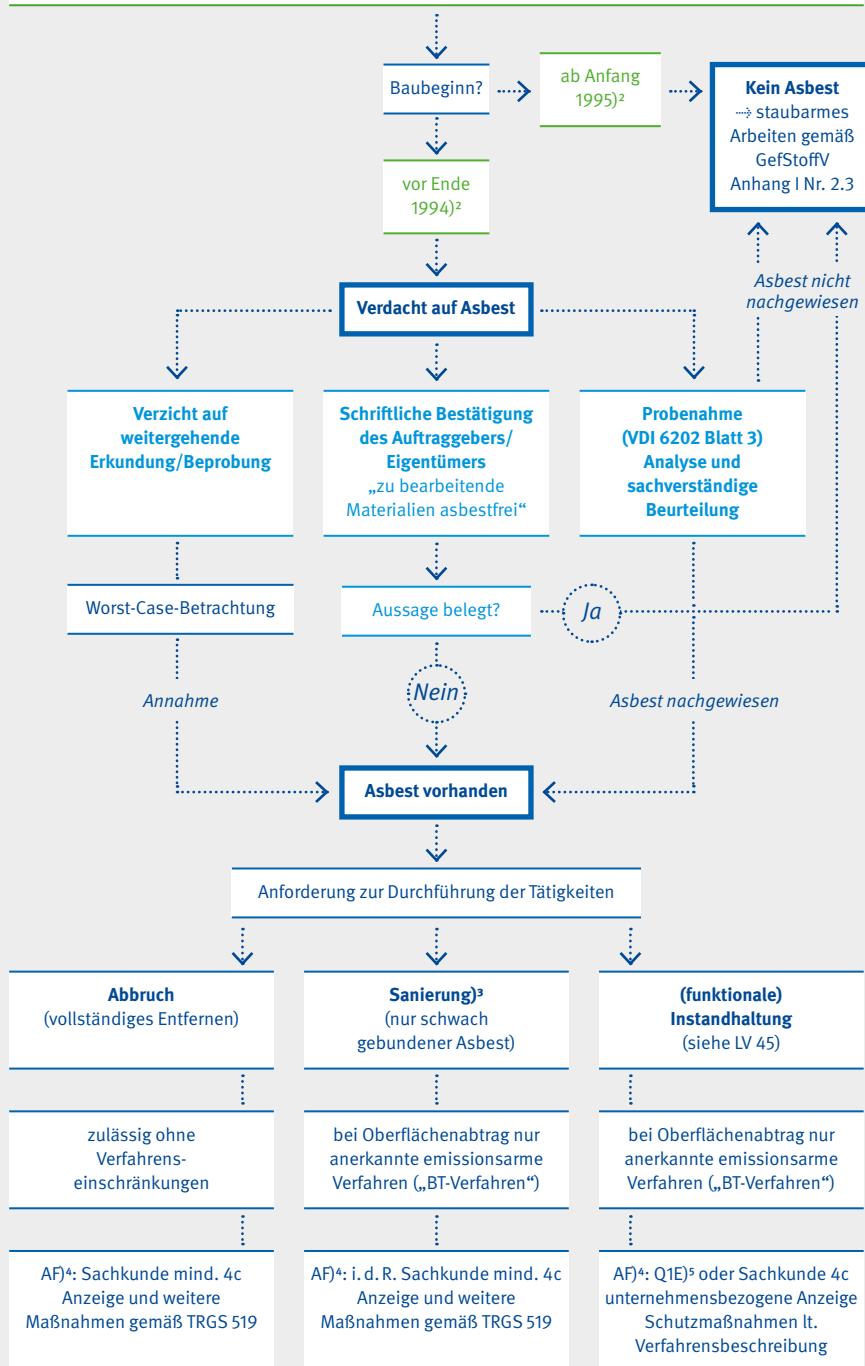 Baubeginn?
ab Anfang
1995)²
Kein Asbest
⇢ staubarmes
Arbeiten gemäß
GefStoffV
Anhang I Nr. 2.3
vor Ende
1994)²
Asbest nicht
nachgewiesen
Verdacht auf Asbest
Verzicht auf
weitergehende
Erkundung/Beprobung
Schriftliche Bestätigung
des Auftraggebers/
Eigentümers
„zu bearbeitende
Materialien asbestfrei“
Probenahme
(VDI 6202 Blatt 3)
Analyse und
sachverständige
Beurteilung
Worst-Case-Betrachtung
Aussage belegt?
Ja
Annahme
Nein
Asbest nachgewiesen
Asbest vorhanden
Anforderung zur Durchführung der Tätigkeiten
Abbruch
(vollständiges Entfernen)
Sanierung)³
(nur schwach
gebundener Asbest)
(funktionale)
Instandhaltung
(siehe LV 45)
zulässig ohne
Verfahrens-
einschränkungen
bei Oberflächenabtrag nur
anerkannte emissionsarme
Verfahren („BT-Verfahren“)
bei Oberflächenabtrag nur
anerkannte emissionsarme
Verfahren („BT-Verfahren“)
AF)⁴: Sachkunde mind. 4c
Anzeige und weitere
Maßnahmen gemäß TRGS 519
AF)⁴: i. d. R. Sachkunde mind. 4c
Anzeige und weitere
Maßnahmen gemäß TRGS 519
AF)⁴: Q1E)⁵ oder Sachkunde 4c
unternehmensbezogene Anzeige
Schutzmaßnahmen lt.
Verfahrensbeschreibung